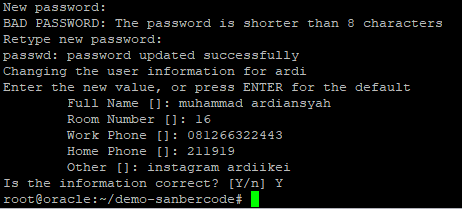 New password:
BAD PASSWORD: The password is shorter than 8 characters
Retype new password:
passwd: password updated successfully
Changing the user information for ardi
Enter the new value, or press ENTER for the default
        Full Name []: muhammad ardiansyah
        Room Number []: 16
        Work Phone []: 081266322443
        Home Phone []: 211919
        Other []: instagram ardiikei
Is the information correct? [Y/n] Y
root@oracle:~/demo-sanbercode#